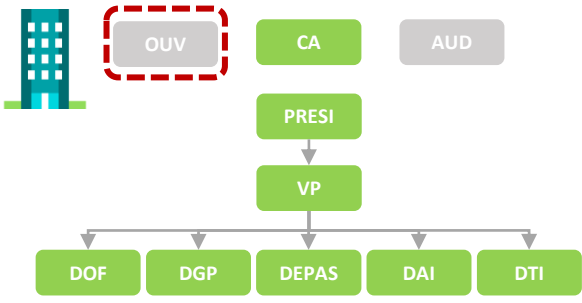 OUV
CA
AUD
PRESI
VP
DOF
DGP
DEPAS
DAI
DTI